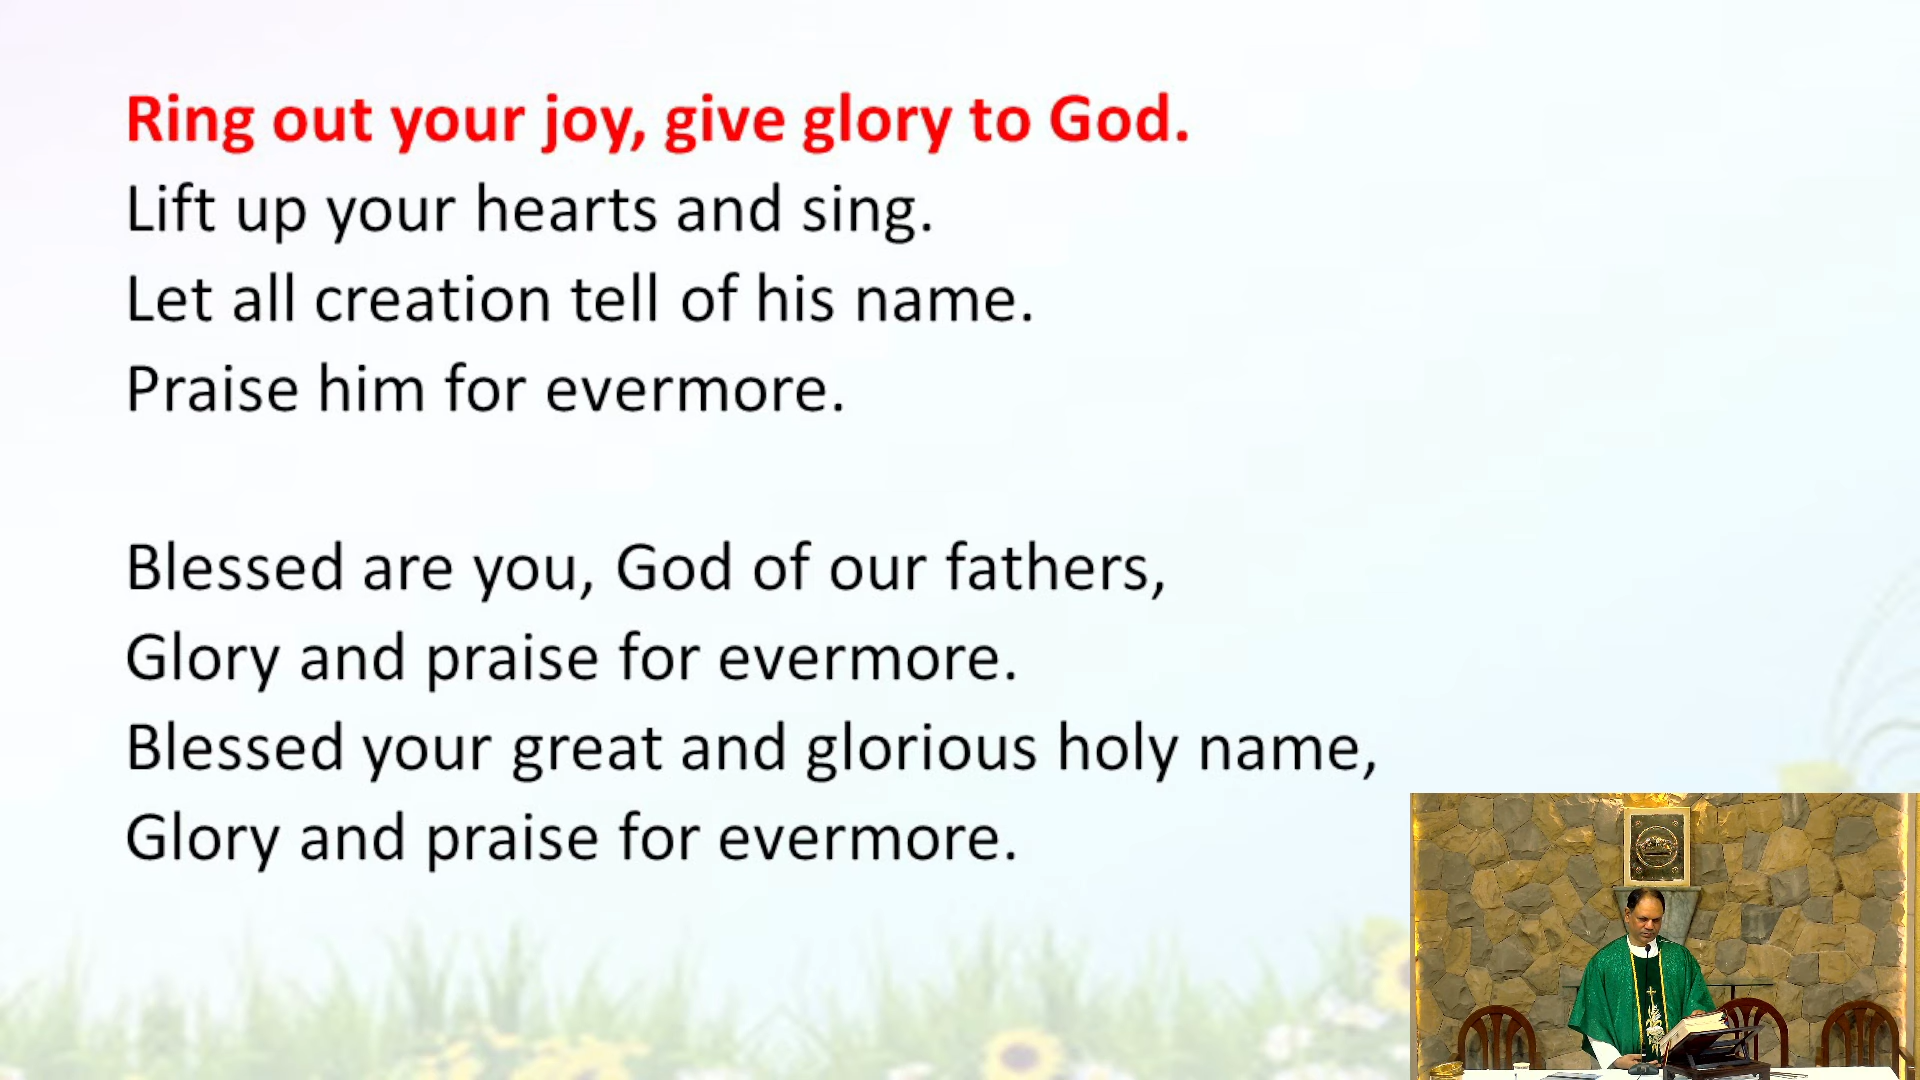 Ring out your joy, give glory to God.
Lift up your hearts and sing.
Let all creation tell of his name.
Praise him for evermore.
Blessed are you, God of our fathers,
Glory and praise for evermore.
Blessed your great and glorious holy name,
Glory and praise for evermore.